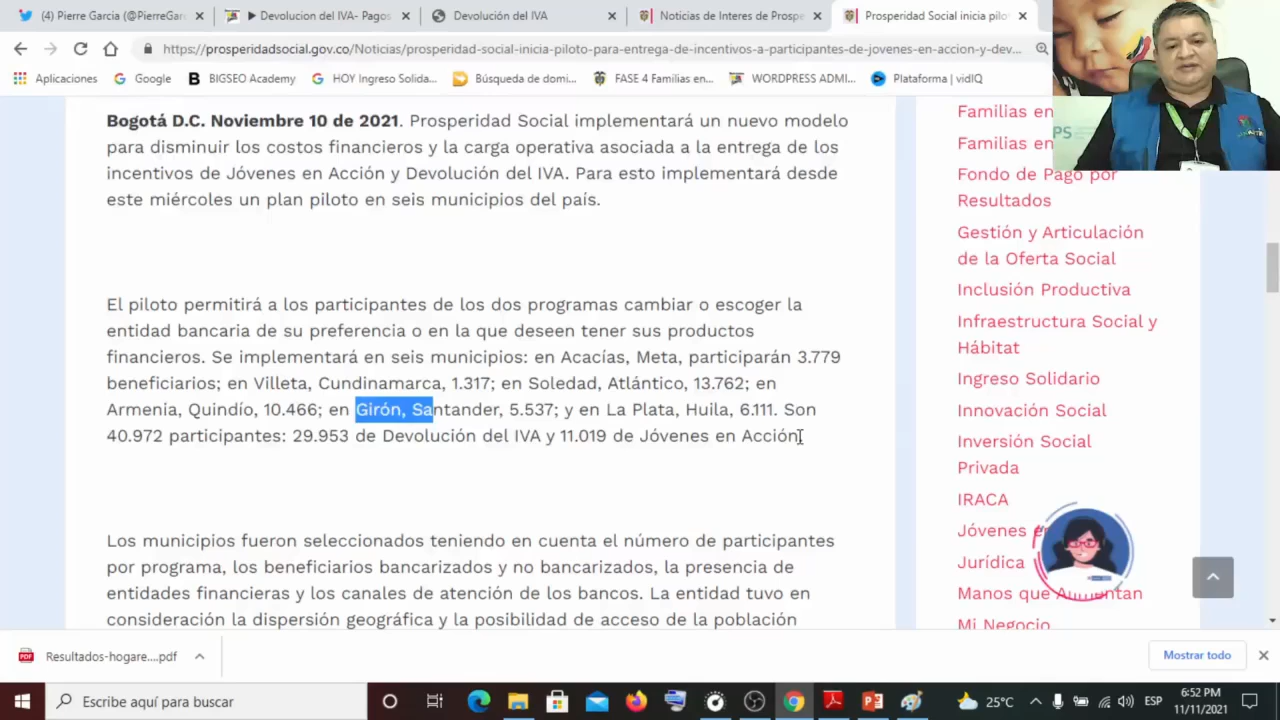 (4) Pierre Garcia (@PierreGar
Devolucion del IVA- Pagos
Devolución del IVA
Noticias de Interes de Prospe
Prosperidad Social inicia pilo
https://prosperidadsocial.gov.co/Noticias/prosperidad-social-inicia-piloto-para-entrega-de-incentivos-a-participantes-de-jovenes-en-accion-y-dev...
Aplicaciones
Google
BIGSEO Academy
HOY Ingreso Solida...
Búsqueda de domi...
FASE 4 Familias en...
WORDPRESS ADMI...
Plataforma | vidIQ
PS
Bogotá D.C. Noviembre 10 de 2021. Prosperidad Social implementará un nuevo modelo
para disminuir los costos financieros y la carga operativa asociada a la entrega de los
incentivos de Jóvenes en Acción y Devolución del IVA. Para esto implementará desde
este miércoles un plan piloto en seis municipios del país.
El piloto permitirá a los participantes de los dos programas cambiar o escoger la
entidad bancaria de su preferencia o en la que deseen tener sus productos
financieros. Se implementará en seis municipios: en Acacías, Meta, participarán 3.779
beneficiarios; en Villeta, Cundinamarca, 1.317; en Soledad, Atlántico, 13.762; en
Armenia, Quindío, 10.466; en Girón, Santander, 5.537; y en La Plata, Huila, 6.111. Son
40.972 participantes: 29.953 de Devolución del IVA y 11.019 de Jóvenes en Acción.
Los municipios fueron seleccionados teniendo en cuenta el número de participantes
por programa, los beneficiarios bancarizados y no bancarizados, la presencia de
entidades financieras y los canales de atención de los bancos. La entidad tuvo en
consideración la dispersión geográfica y la posibilidad de acceso de la población
Familias en
Familias en
Fondo de Pago por
Resultados
Gestión y Articulación
de la Oferta Social
Inclusión Productiva
Infraestructura Social y
Hábitat
Ingreso Solidario
Innovación Social
Inversión Social
Privada
IRACA
Jóvenes e
Jurídica
Manos que Aumentan
Mi Negocio
Resultados-hogare....pdf
Mostrar todo
Escribe aquí para buscar
25°C
ESP
6:52 PM
11/11/2021